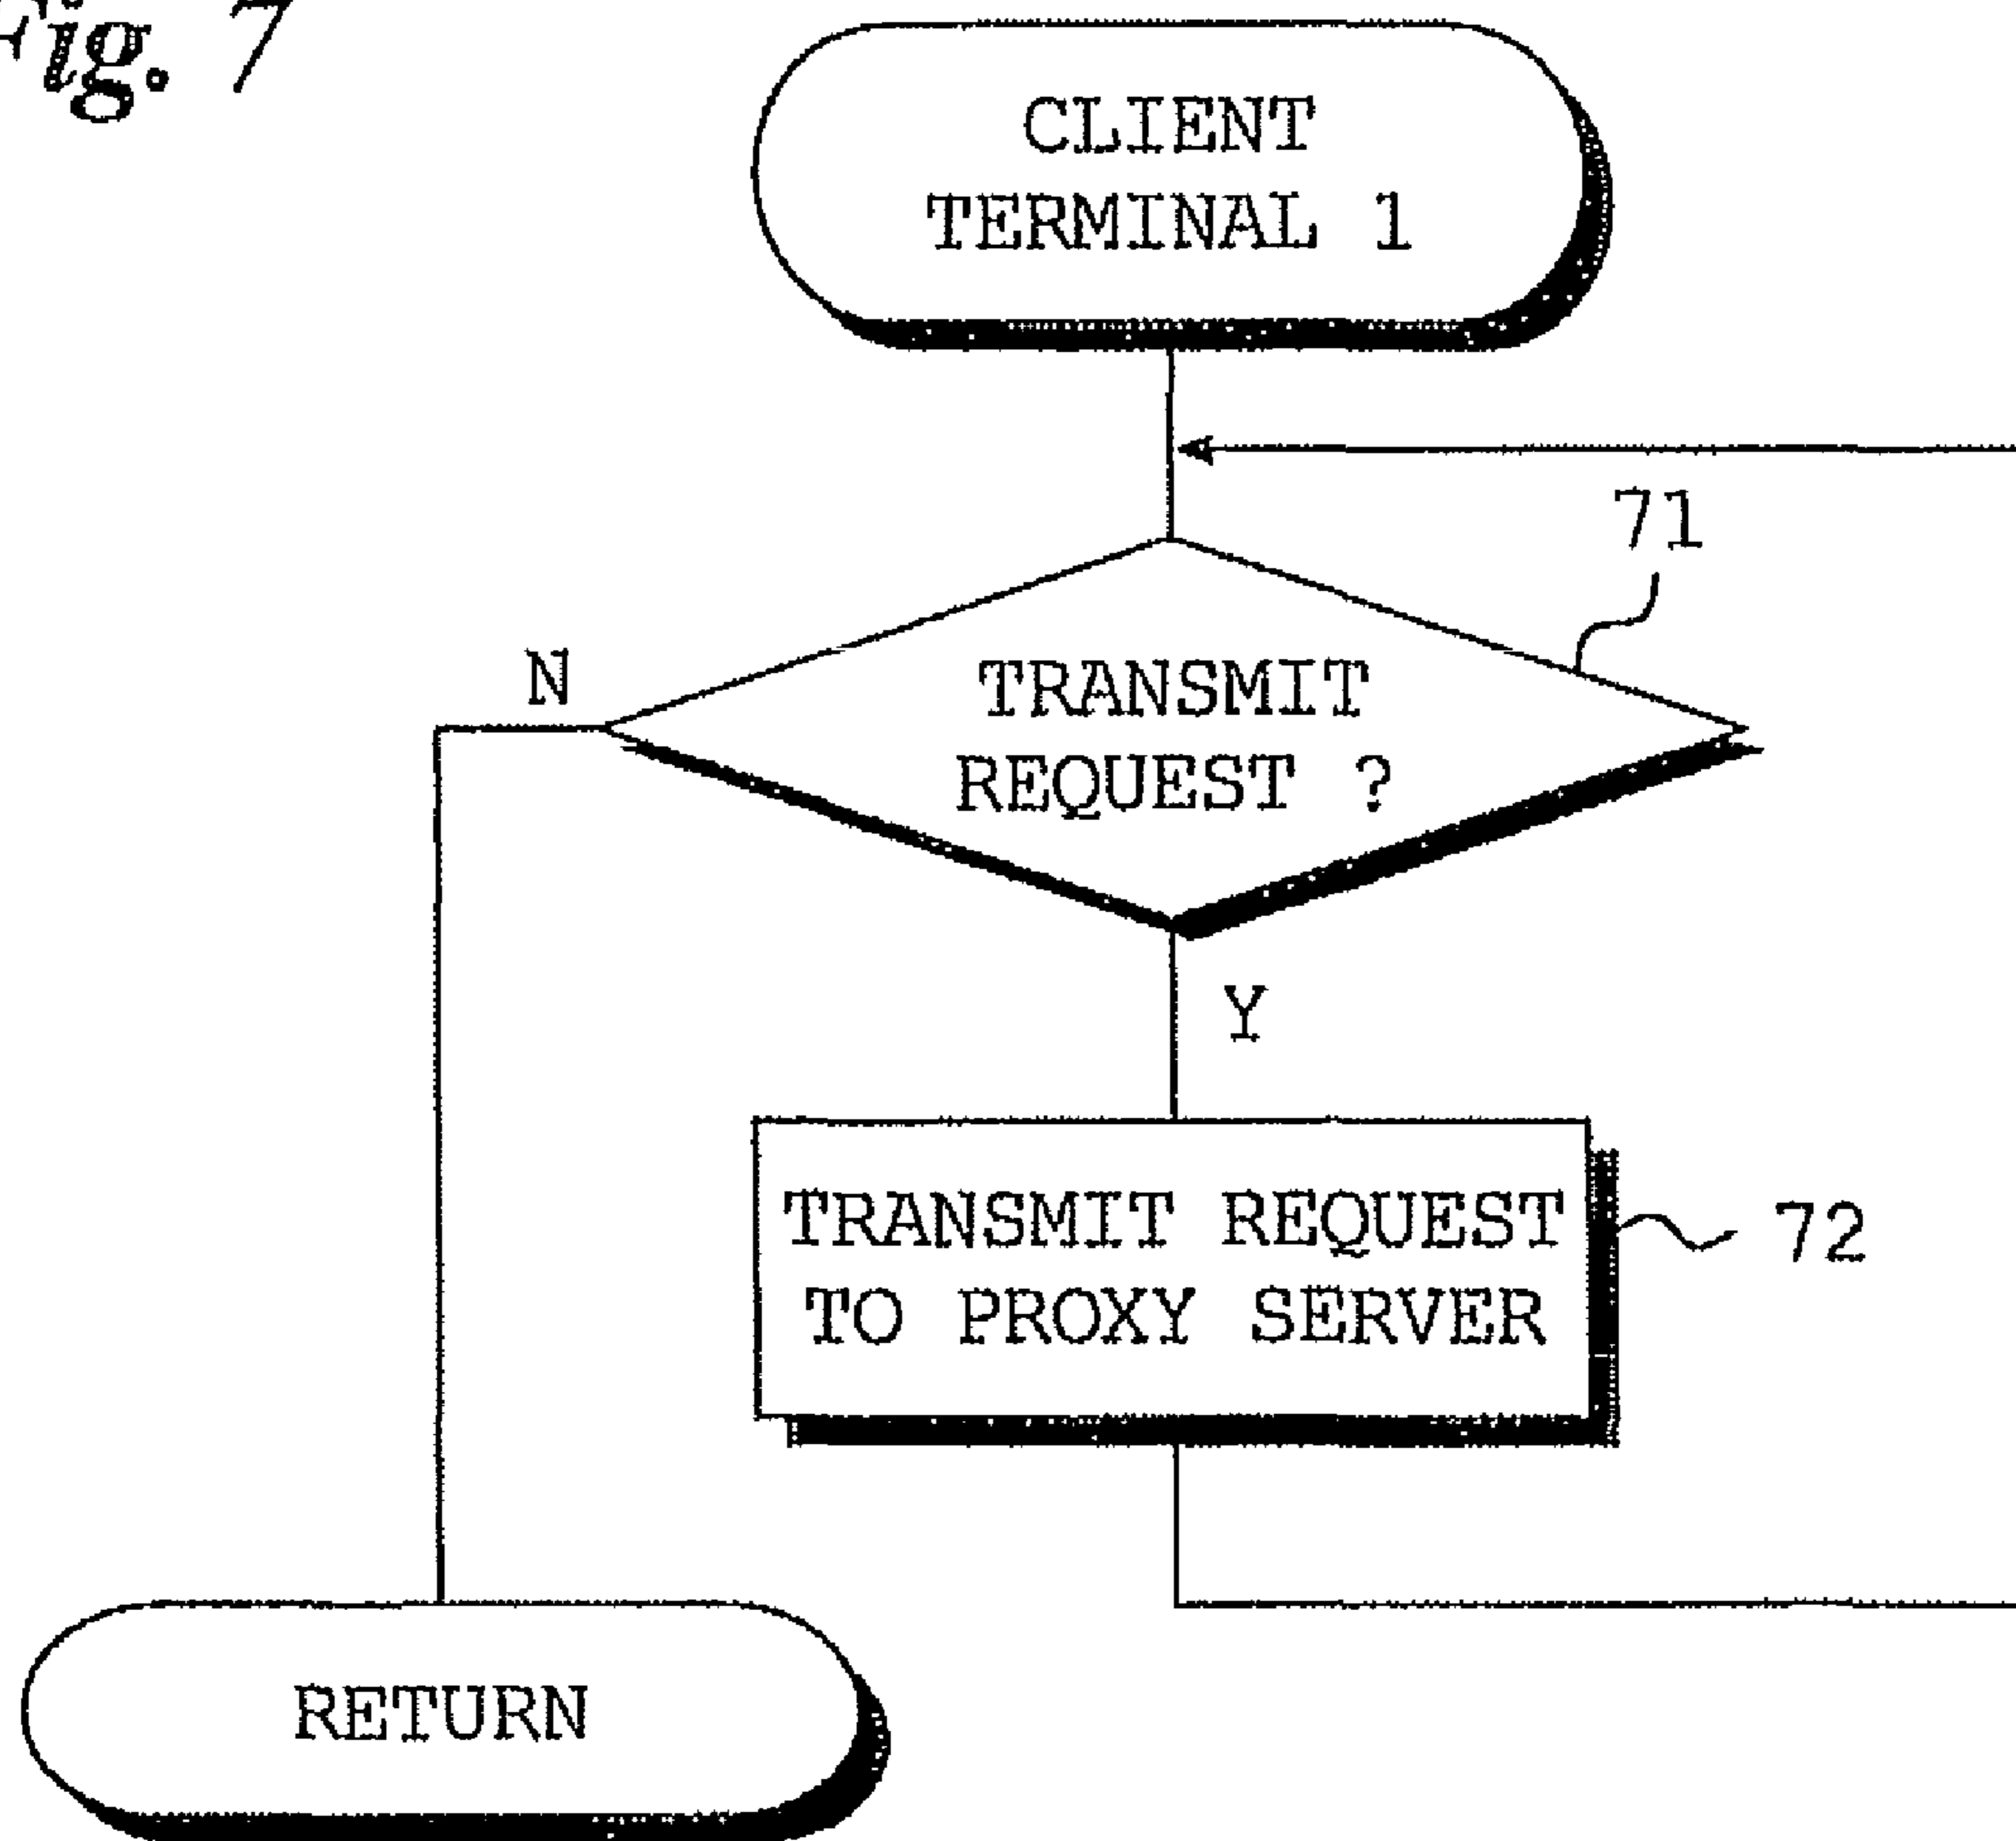 Fig. 7
CLIENT
TERMINAL 1
71
N
TRANSMIT
REQUEST ?
Y
TRANSMIT REQUEST
TO PROXY SERVER
72
RETURN